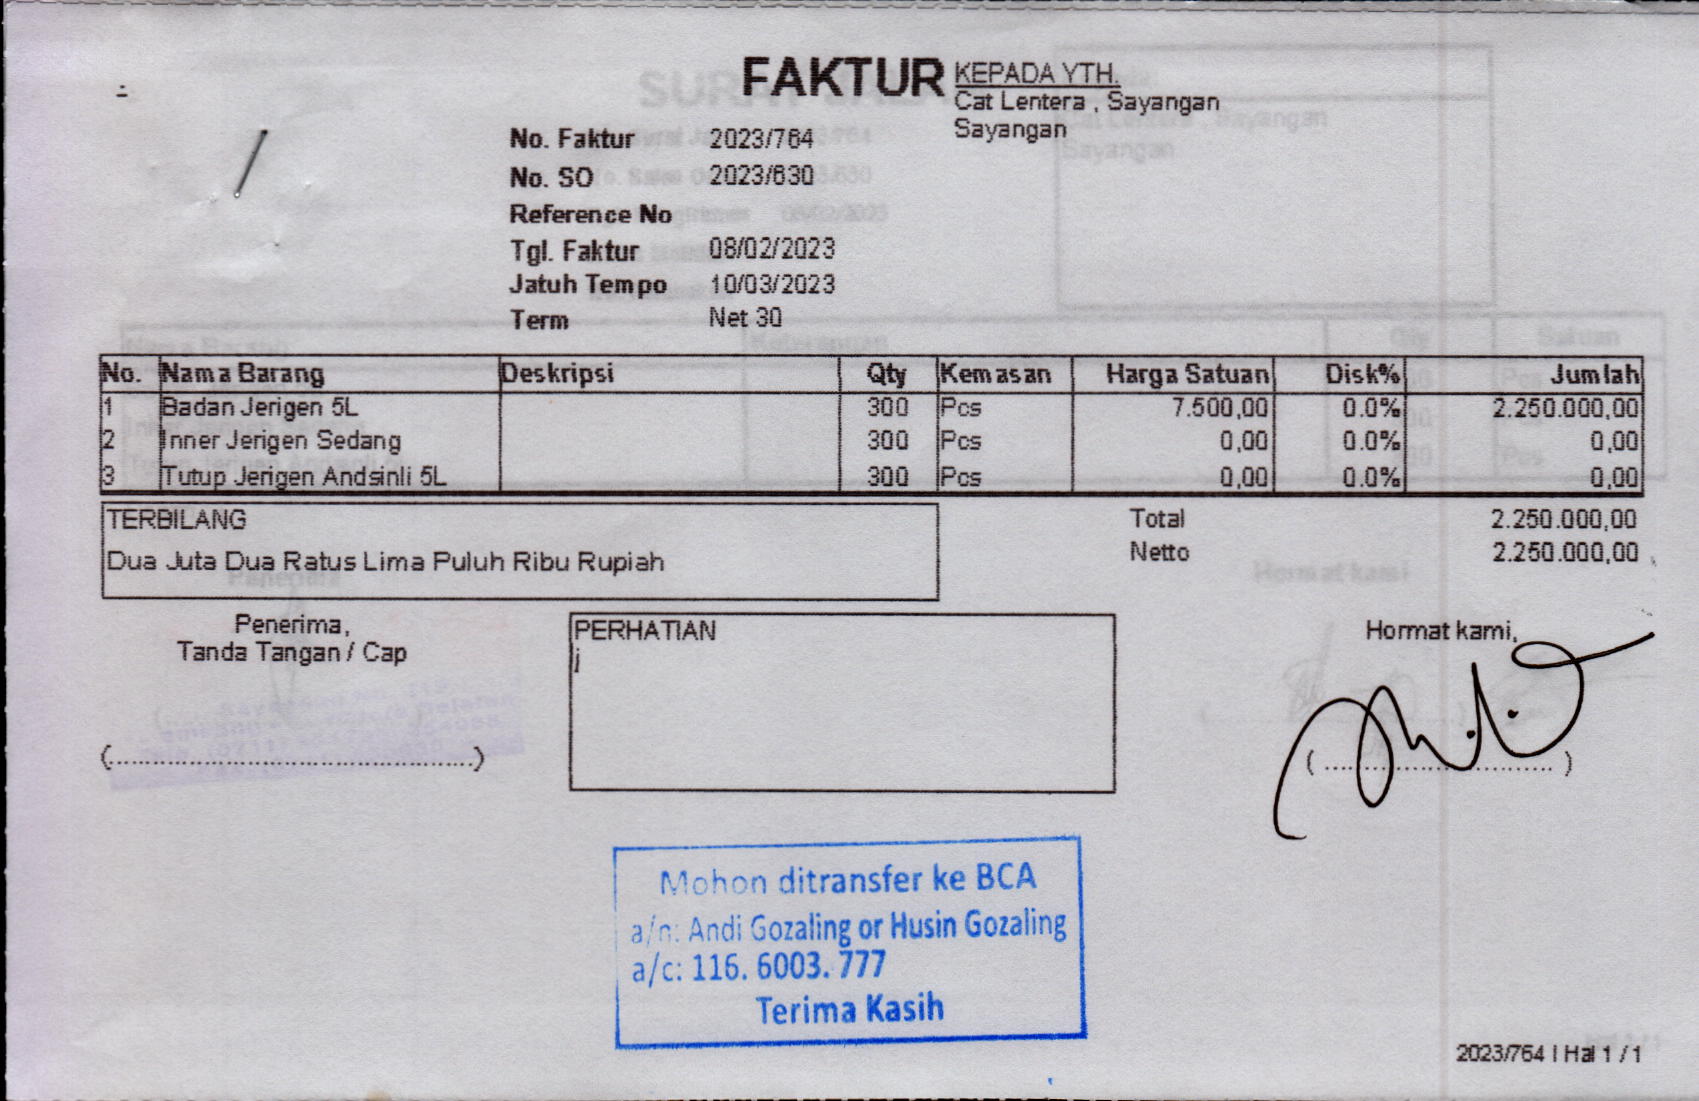 FAKTUR
KEPADA YTH.
Cat Lentera , Sayangan
Sayangan
No. Faktur 2023/764
No. SO 2023/630
Reference No
Tgl. Faktur 08/02/2023
Jatuh Tempo 10/03/2023
Term Net 30
No. Nama Barang Deskripsi Qty Kemasan Harga Satuan Disk% Jumlah
1 Badan Jerigen 5L 300 Pcs 7.500,00 0.0% 2.250.000,00
2 Inner Jerigen Sedang 300 Pcs 0,00 0.0% 0,00
3 Tutup Jerigen Andsinli 5L 300 Pcs 0,00 0.0% 0,00
TERBILANG
Dua Juta Dua Ratus Lima Puluh Ribu Rupiah
Total 2.250.000,00
Netto 2.250.000,00
Penerima,
Tanda Tangan / Cap
(..............................................)
PERHATIAN
j
Hormat kami,
( ............................. )
Mohon ditransfer ke BCA
a/n: Andi Gozaling or Husin Gozaling
a/c: 116. 6003. 777
Terima Kasih
2023/764 | Hal 1 / 1